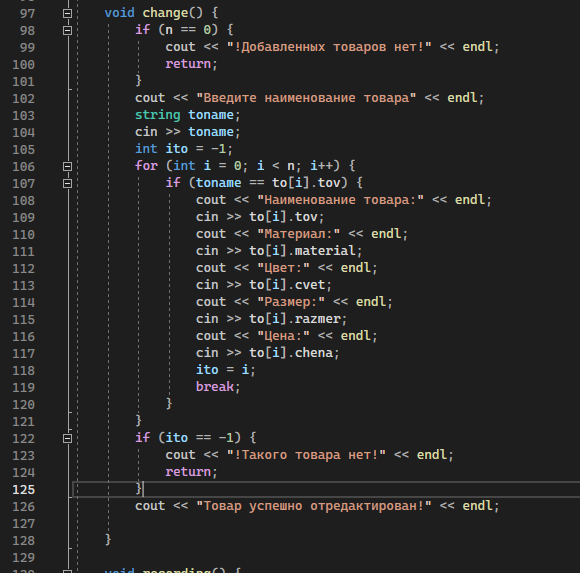 97 void change() {
98 if (n == 0) {
99 cout << "!Добавленных товаров нет!" << endl;
100 return;
101 }
102 cout << "Введите наименование товара" << endl;
103 string toname;
104 cin >> toname;
105 int ito = -1;
106 for (int i = 0; i < n; i++) {
107 if (toname == to[i].tov) {
108 cout << "Наименование товара:" << endl;
109 cin >> to[i].tov;
110 cout << "Материал:" << endl;
111 cin >> to[i].material;
112 cout << "Цвет:" << endl;
113 cin >> to[i].cvet;
114 cout << "Размер:" << endl;
115 cin >> to[i].razmer;
116 cout << "Цена:" << endl;
117 cin >> to[i].chena;
118 ito = i;
119 break;
120 }
121 }
122 if (ito == -1) {
123 cout << "!Такого товара нет!" << endl;
124 return;
125 }
126 cout << "Товар успешно отредактирован!" << endl;
127
128 }
129
void recording() {